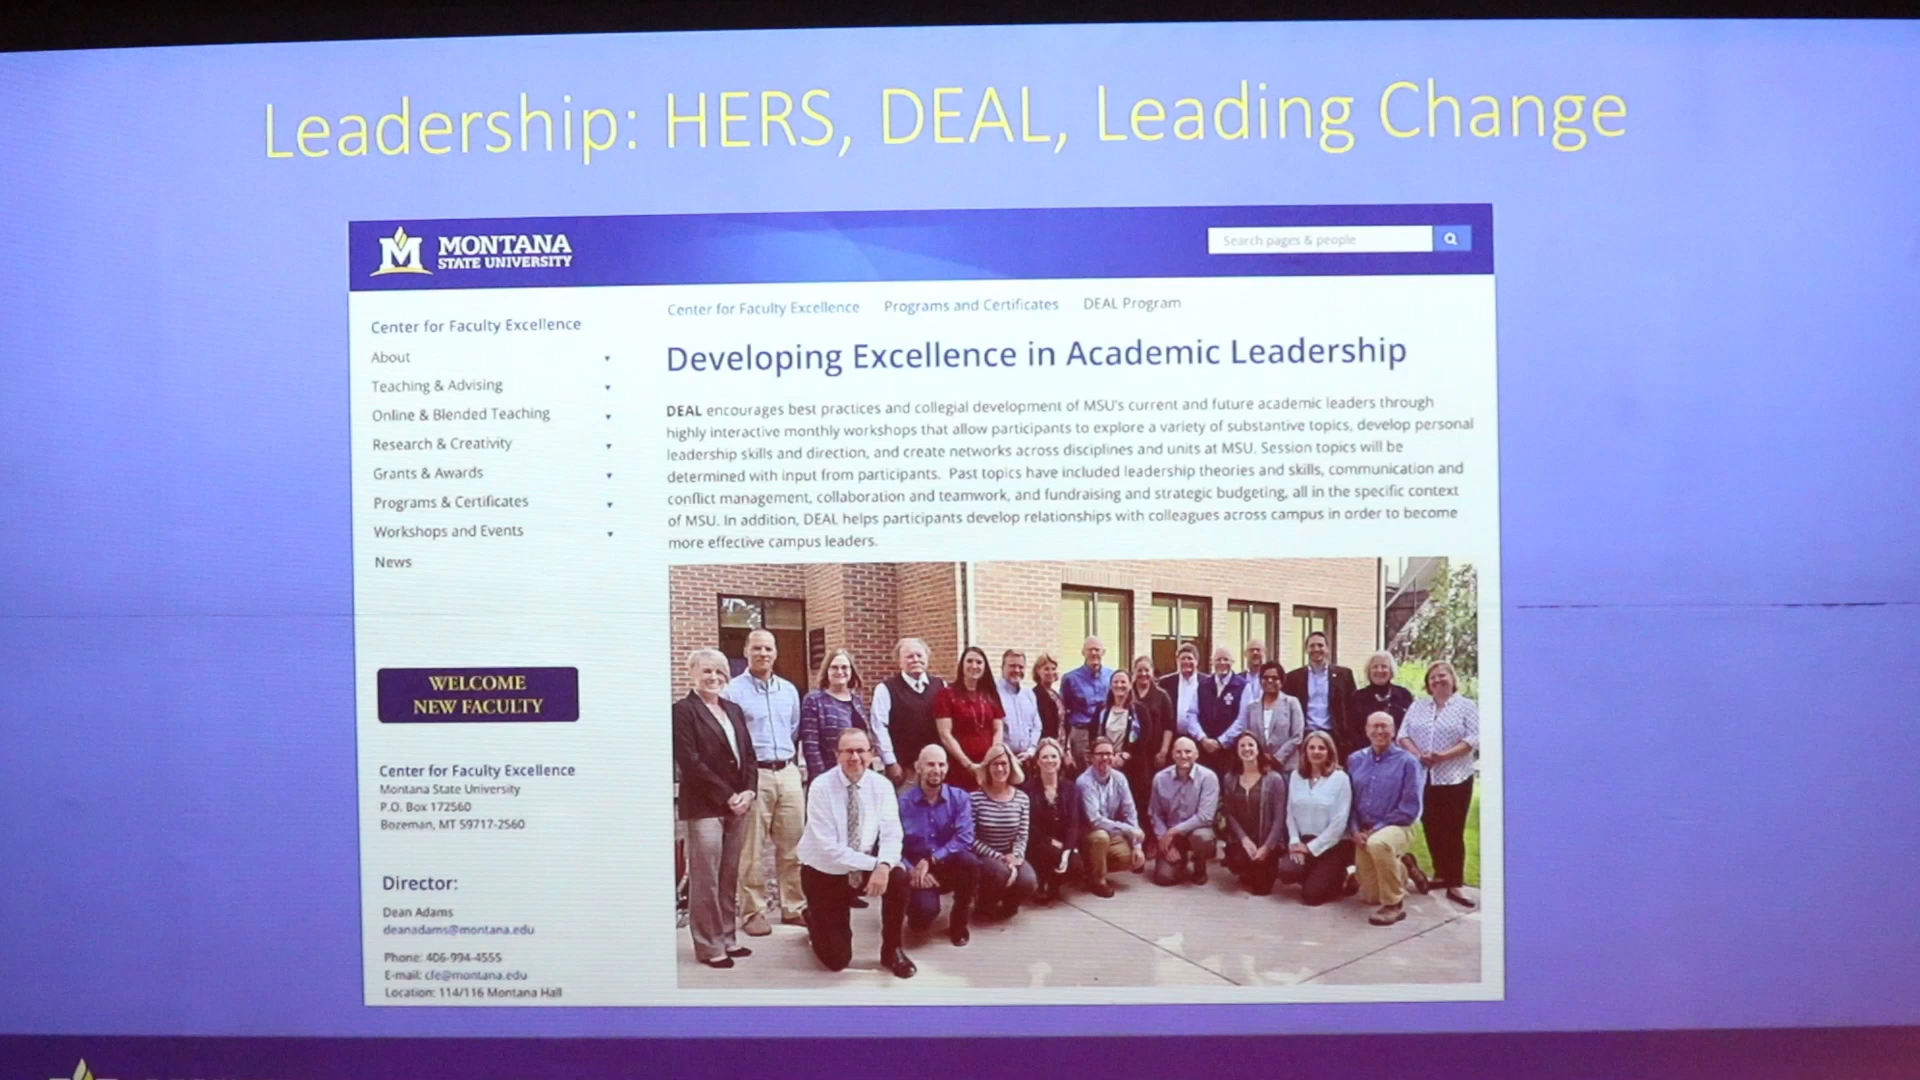 Leadership: HERS, DEAL, Leading Change
MONTANA
STATE UNIVERSITY
Search pages & people
Center for Faculty Excellence
About
Teaching & Advising
Online & Blended Teaching
Research & Creativity
Grants & Awards
Programs & Certificates
Workshops and Events
News
WELCOME
NEW FACULTY
Center for Faculty Excellence
Montana State University
P.O. Box 172560
Bozeman, MT 59717-2560
Director:
Dean Adams
deanadams@montana.edu
Phone: 406-994-4555
E-mail: cfe@montana.edu
Location: 114/116 Montana Hall
Center for Faculty Excellence Programs and Certificates DEAL Program
Developing Excellence in Academic Leadership
DEAL encourages best practices and collegial development of MSU's current and future academic leaders through
highly interactive monthly workshops that allow participants to explore a variety of substantive topics, develop personal
leadership skills and direction, and create networks across disciplines and units at MSU. Session topics will be
determined with input from participants. Past topics have included leadership theories and skills, communication and
conflict management, collaboration and teamwork, and fundraising and strategic budgeting, all in the specific context
of MSU. In addition, DEAL helps participants develop relationships with colleagues across campus in order to become
more effective campus leaders.